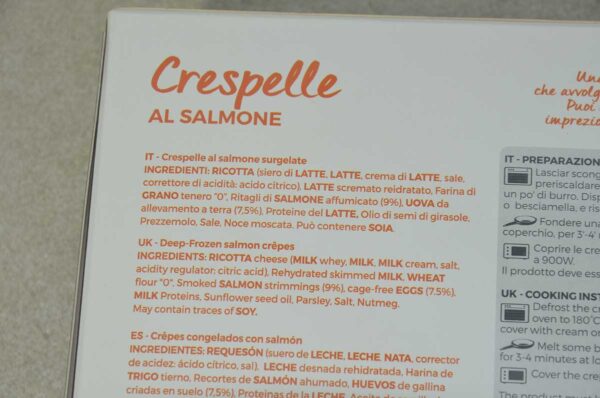 Crespelle
AL SALMONE
IT - Crespelle al salmone surgelate
INGREDIENTI: RICOTTA (siero di LATTE, LATTE, crema di LATTE, sale,
correttore di acidità: acido citrico). LATTE scremato reidratato, Farina di
GRANO tenero "0", Ritagli di SALMONE affumicato (9%), UOVA da
allevamento a terra (7,5%), Proteine del LATTE, Olio di semi di girasole,
Prezzemolo, Sale, Noce moscata. Può contenere SOIA.
UK - Deep-Frozen salmon crêpes
INGREDIENTS: RICOTTA cheese (MILK whey, MILK, MILK cream, salt,
acidity regulator: citric acid), Rehydrated skimmed MILK, WHEAT
flour "0", Smoked SALMON strimmings (9%), cage-free EGGS (7.5%),
MILK Proteins, Sunflower seed oil, Parsley, Salt, Nutmeg.
May contain traces of SOY.
ES - Crêpes congelados con salmón
INGREDIENTES: REQUESÓN (suero de LECHE, LECHE, NATA, corrector
de acidez: ácido cítrico, sal), LECHE desnada rehidratada, Harina de
TRIGO tierno, Recortes de SALMÓN ahumado, HUEVOS de gallina
criadas en suelo (7,5%), Proteínas de la LECHE, Aceite de
Una
che avvolg
Puoi
imprezio
IT - PREPARAZION
Lasciar scong
preriscaldare
un po' di burro. Disp
o besciamella, e ris
Fondere una
coperchio, per 3'-4'
Coprire le cre
a 900W.
Il prodotto deve esse
UK - COOKING INST
Defrost the cr
oven to 180°C
cover with cream or
Melt some b
for 3-4 minutes at lo
Cover the cre
The product must b